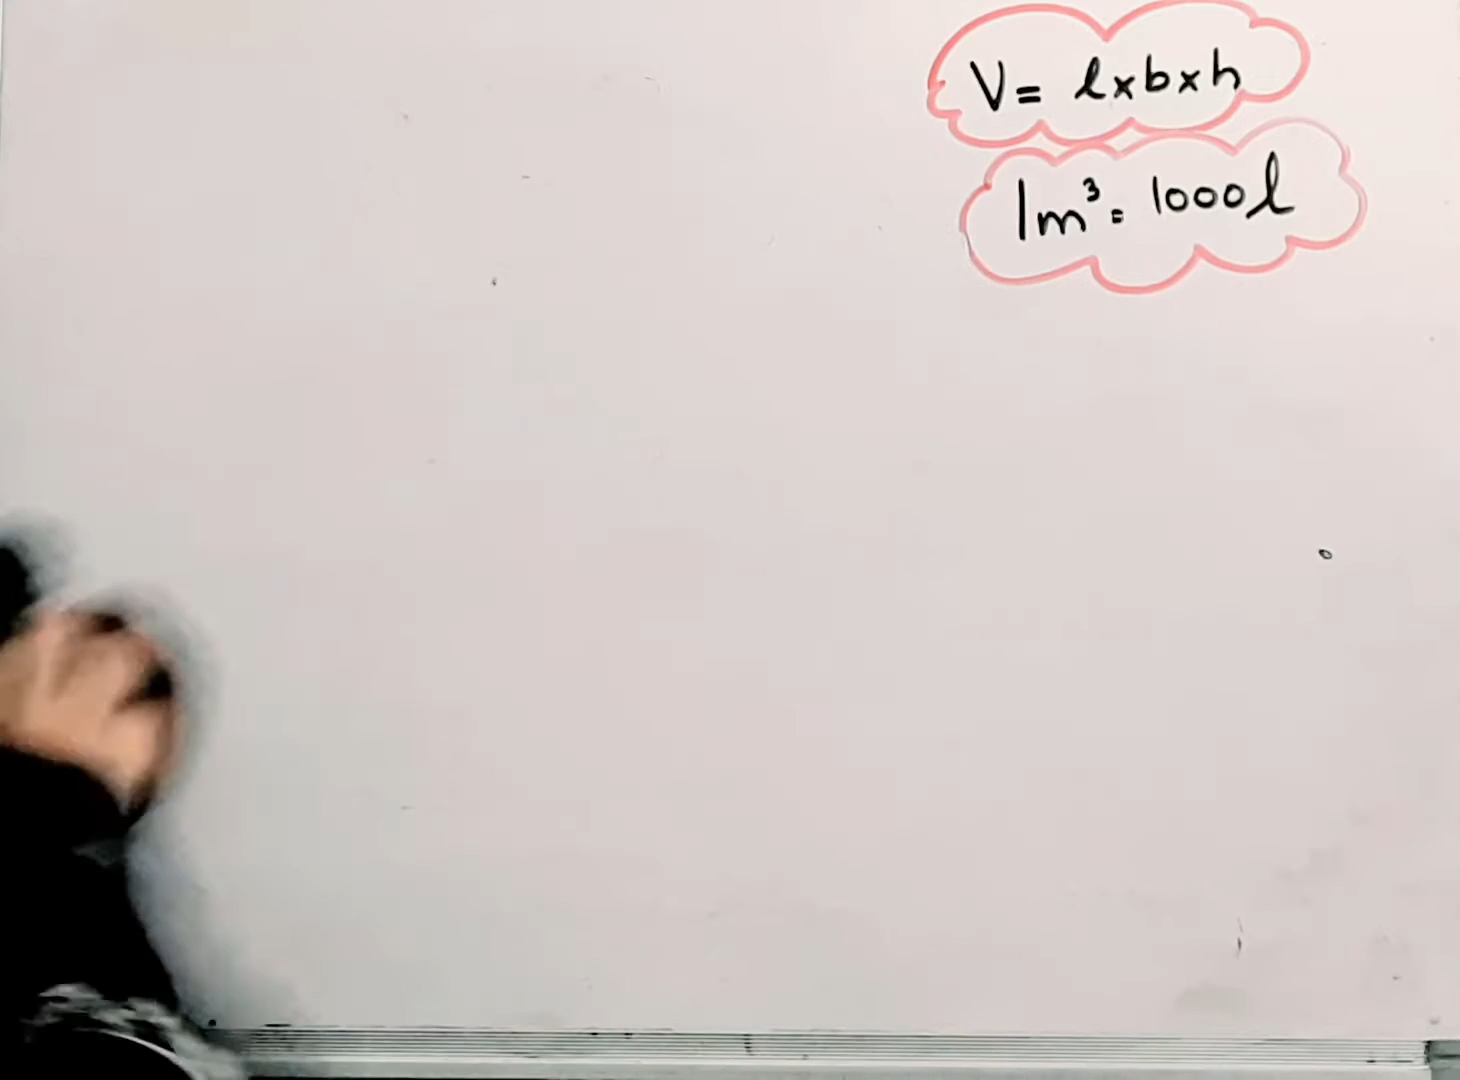 V= l×b×h
1m³ = 1000l